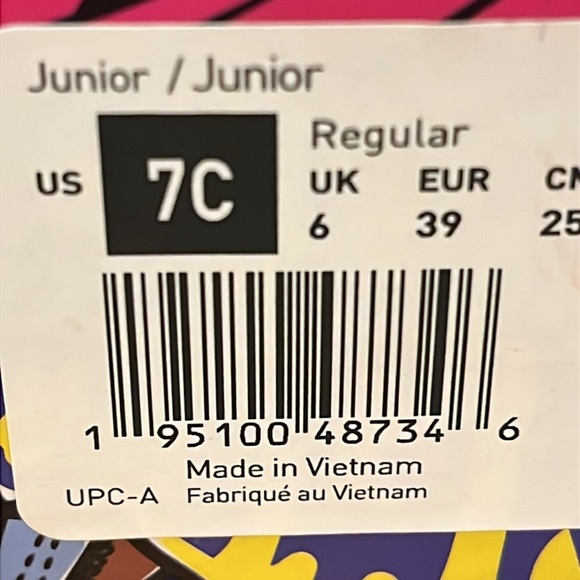 Junior / Junior
Regular
US 7C UK EUR
6 39 25
1 95100 48734 6
Made in Vietnam
UPC-A Fabriqué au Vietnam